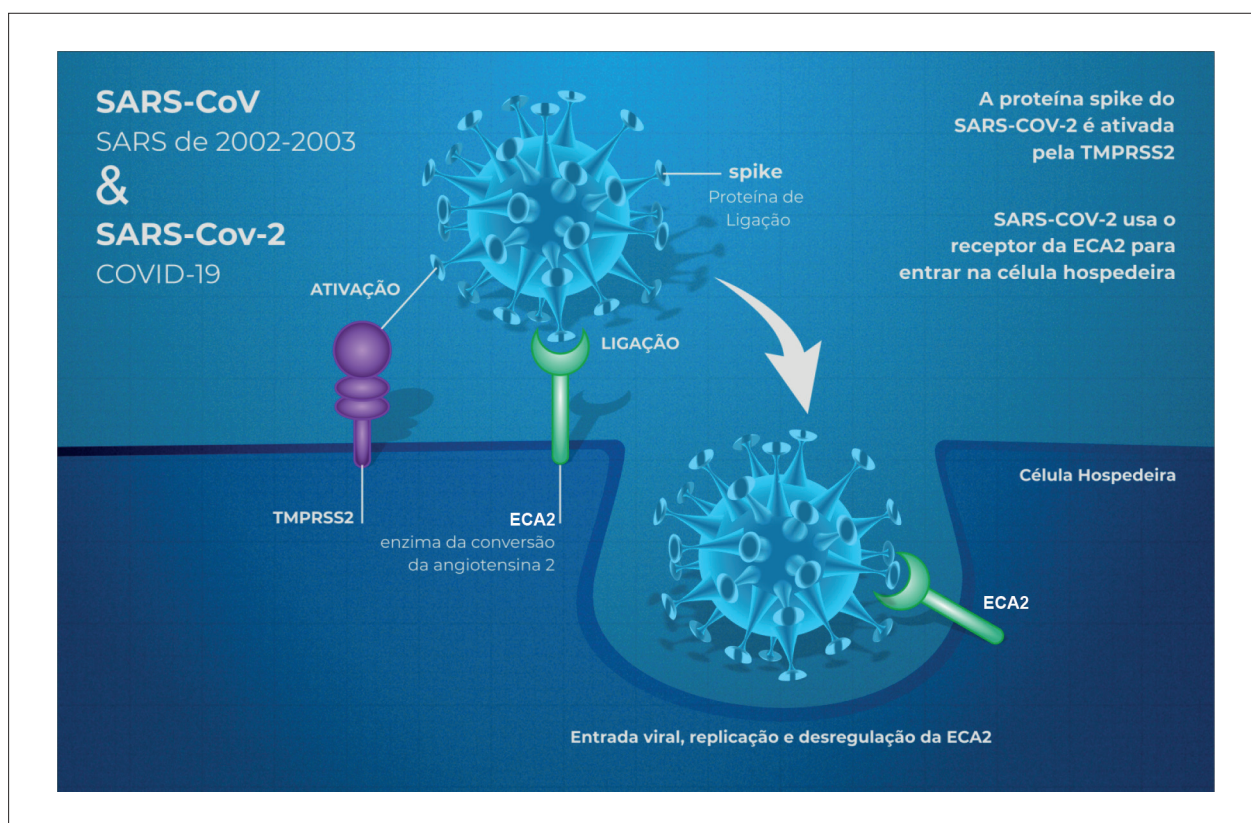 SARS-CoV
SARS de 2002-2003
&
SARS-Cov-2
COVID-19
A proteína spike do
SARS-COV-2 é ativada
pela TMPRSS2
SARS-COV-2 usa o
receptor da ECA2 para
entrar na célula hospedeira
spike
Proteína de
Ligação
ATIVAÇÃO
LIGAÇÃO
Célula Hospedeira
TMPRSS2
ECA2
enzima da conversão
da angiotensina 2
ECA2
Entrada viral, replicação e desregulação da ECA2